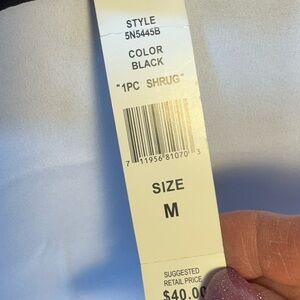 STYLE
5N5445B
COLOR
BLACK
"1PC SHRUG"
7 11956 81070 3
SIZE
M
SUGGESTED
RETAIL PRICE
$40.00